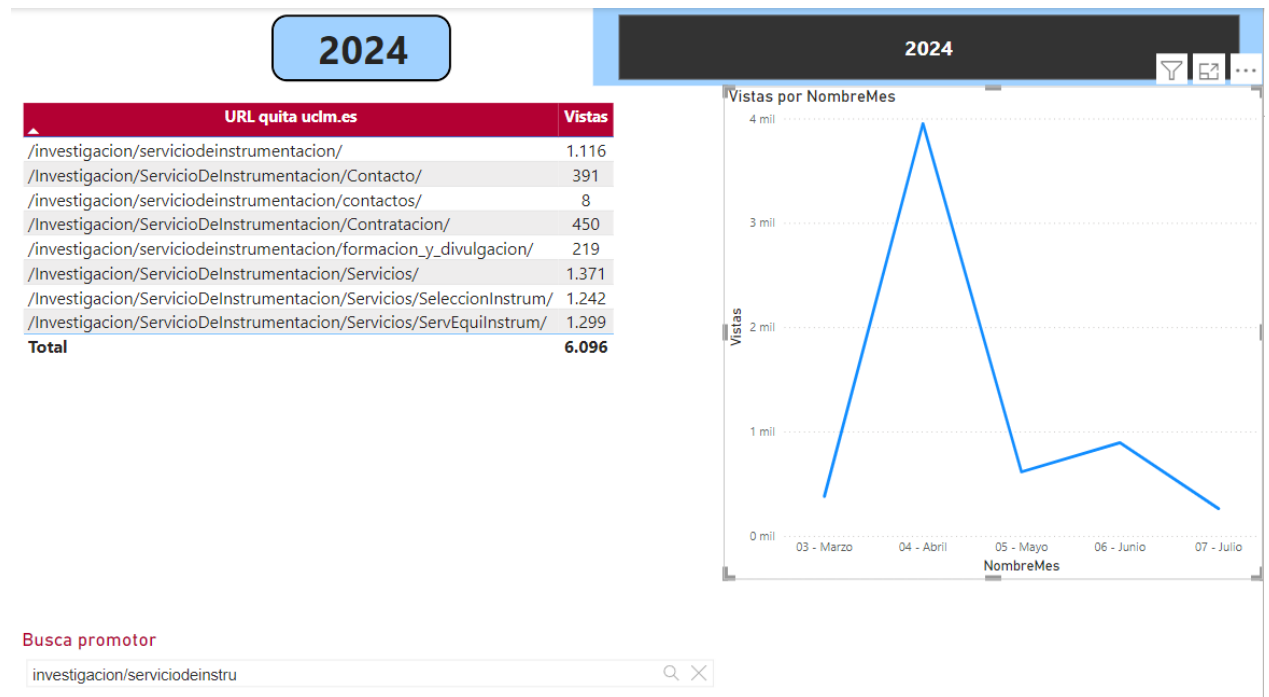 2024
2024
URL quita uclm.es Vistas
/investigacion/serviciodeinstrumentacion/ 1.116
/Investigacion/ServicioDeInstrumentacion/Contacto/ 391
/investigacion/serviciodeinstrumentacion/contactos/ 8
/Investigacion/ServicioDeInstrumentacion/Contratacion/ 450
/investigacion/serviciodeinstrumentacion/formacion_y_divulgacion/ 219
/Investigacion/ServicioDeInstrumentacion/Servicios/ 1.371
/Investigacion/ServicioDeInstrumentacion/Servicios/SeleccionInstrum/ 1.242
/Investigacion/ServicioDeInstrumentacion/Servicios/ServEquiInstrum/ 1.299
Total 6.096
Vistas por NombreMes
4 mil
3 mil
2 mil
1 mil
0 mil
Vistas
03 - Marzo 04 - Abril 05 - Mayo 06 - Junio 07 - Julio
NombreMes
Busca promotor
investigacion/serviciodeinstru